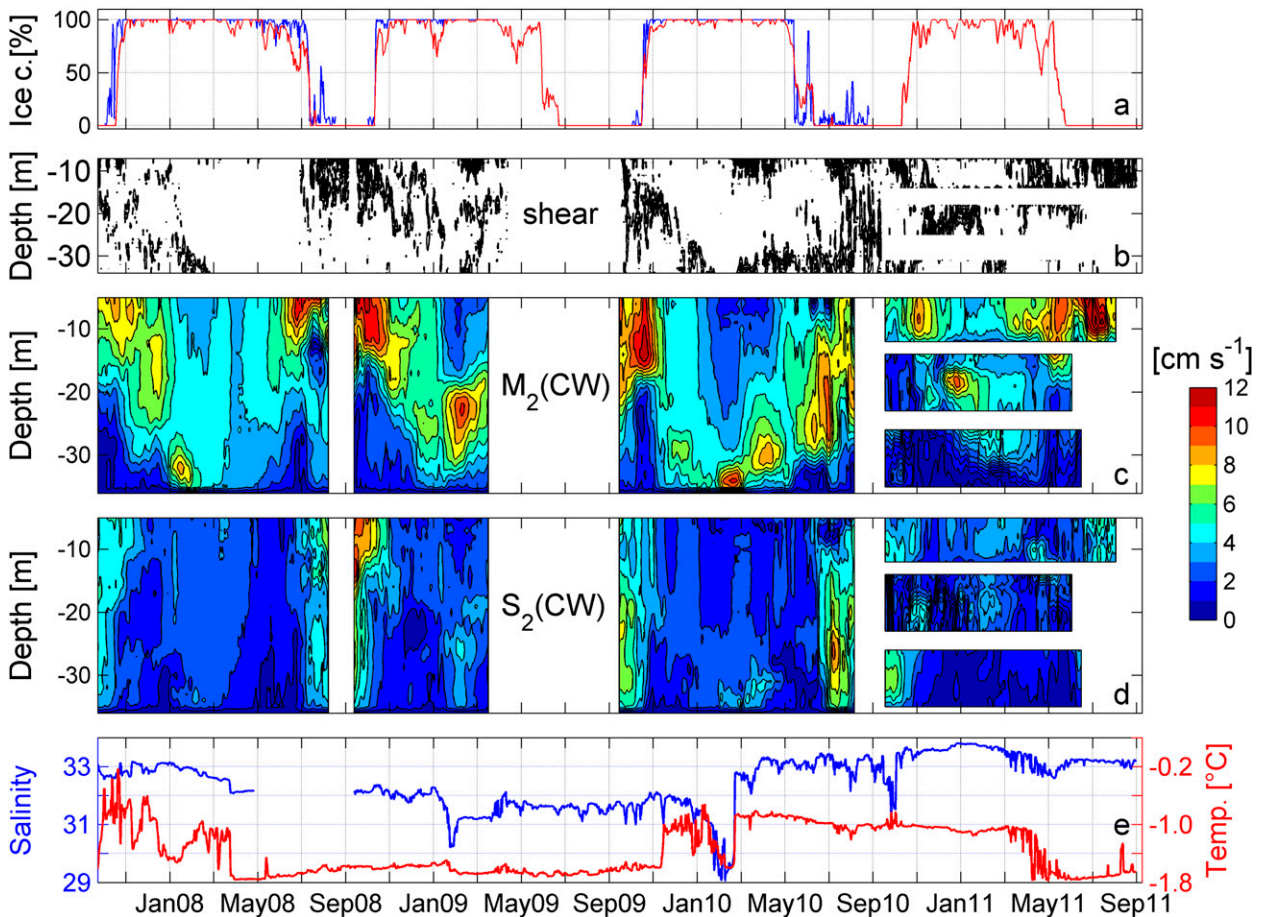 Ice c.[%]
100
50
0
a
Depth [m]
-10
-20
-30
shear
b
Depth [m]
-10
-20
-30
M₂(CW)
c
[cm s⁻¹]
12
10
8
6
4
2
0
Depth [m]
-10
-20
-30
S₂(CW)
d
Salinity
33
31
29
e
-0.2
-1.0
-1.8
Temp. [°C]
Jan08 May08 Sep08 Jan09 May09 Sep09 Jan10 May10 Sep10 Jan11 May11 Sep11